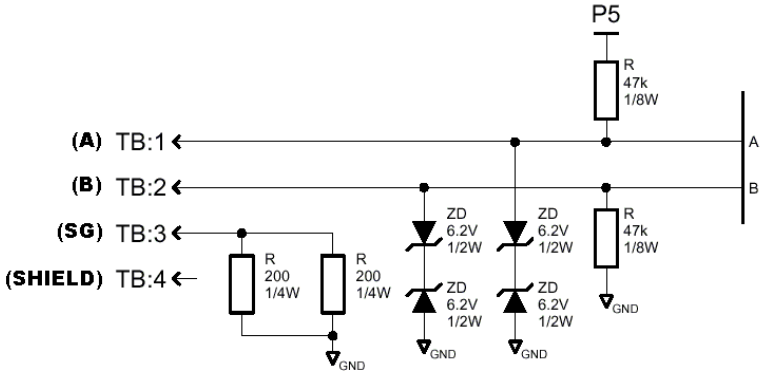 P5
R
47k
1/8W
(A) TB:1
A
(B) TB:2
B
ZD
6.2V
1/2W
ZD
6.2V
1/2W
R
47k
1/8W
(SG) TB:3
R
200
1/4W
R
200
1/4W
(SHIELD) TB:4
ZD
6.2V
1/2W
ZD
6.2V
1/2W
GND
GND
GND
GND